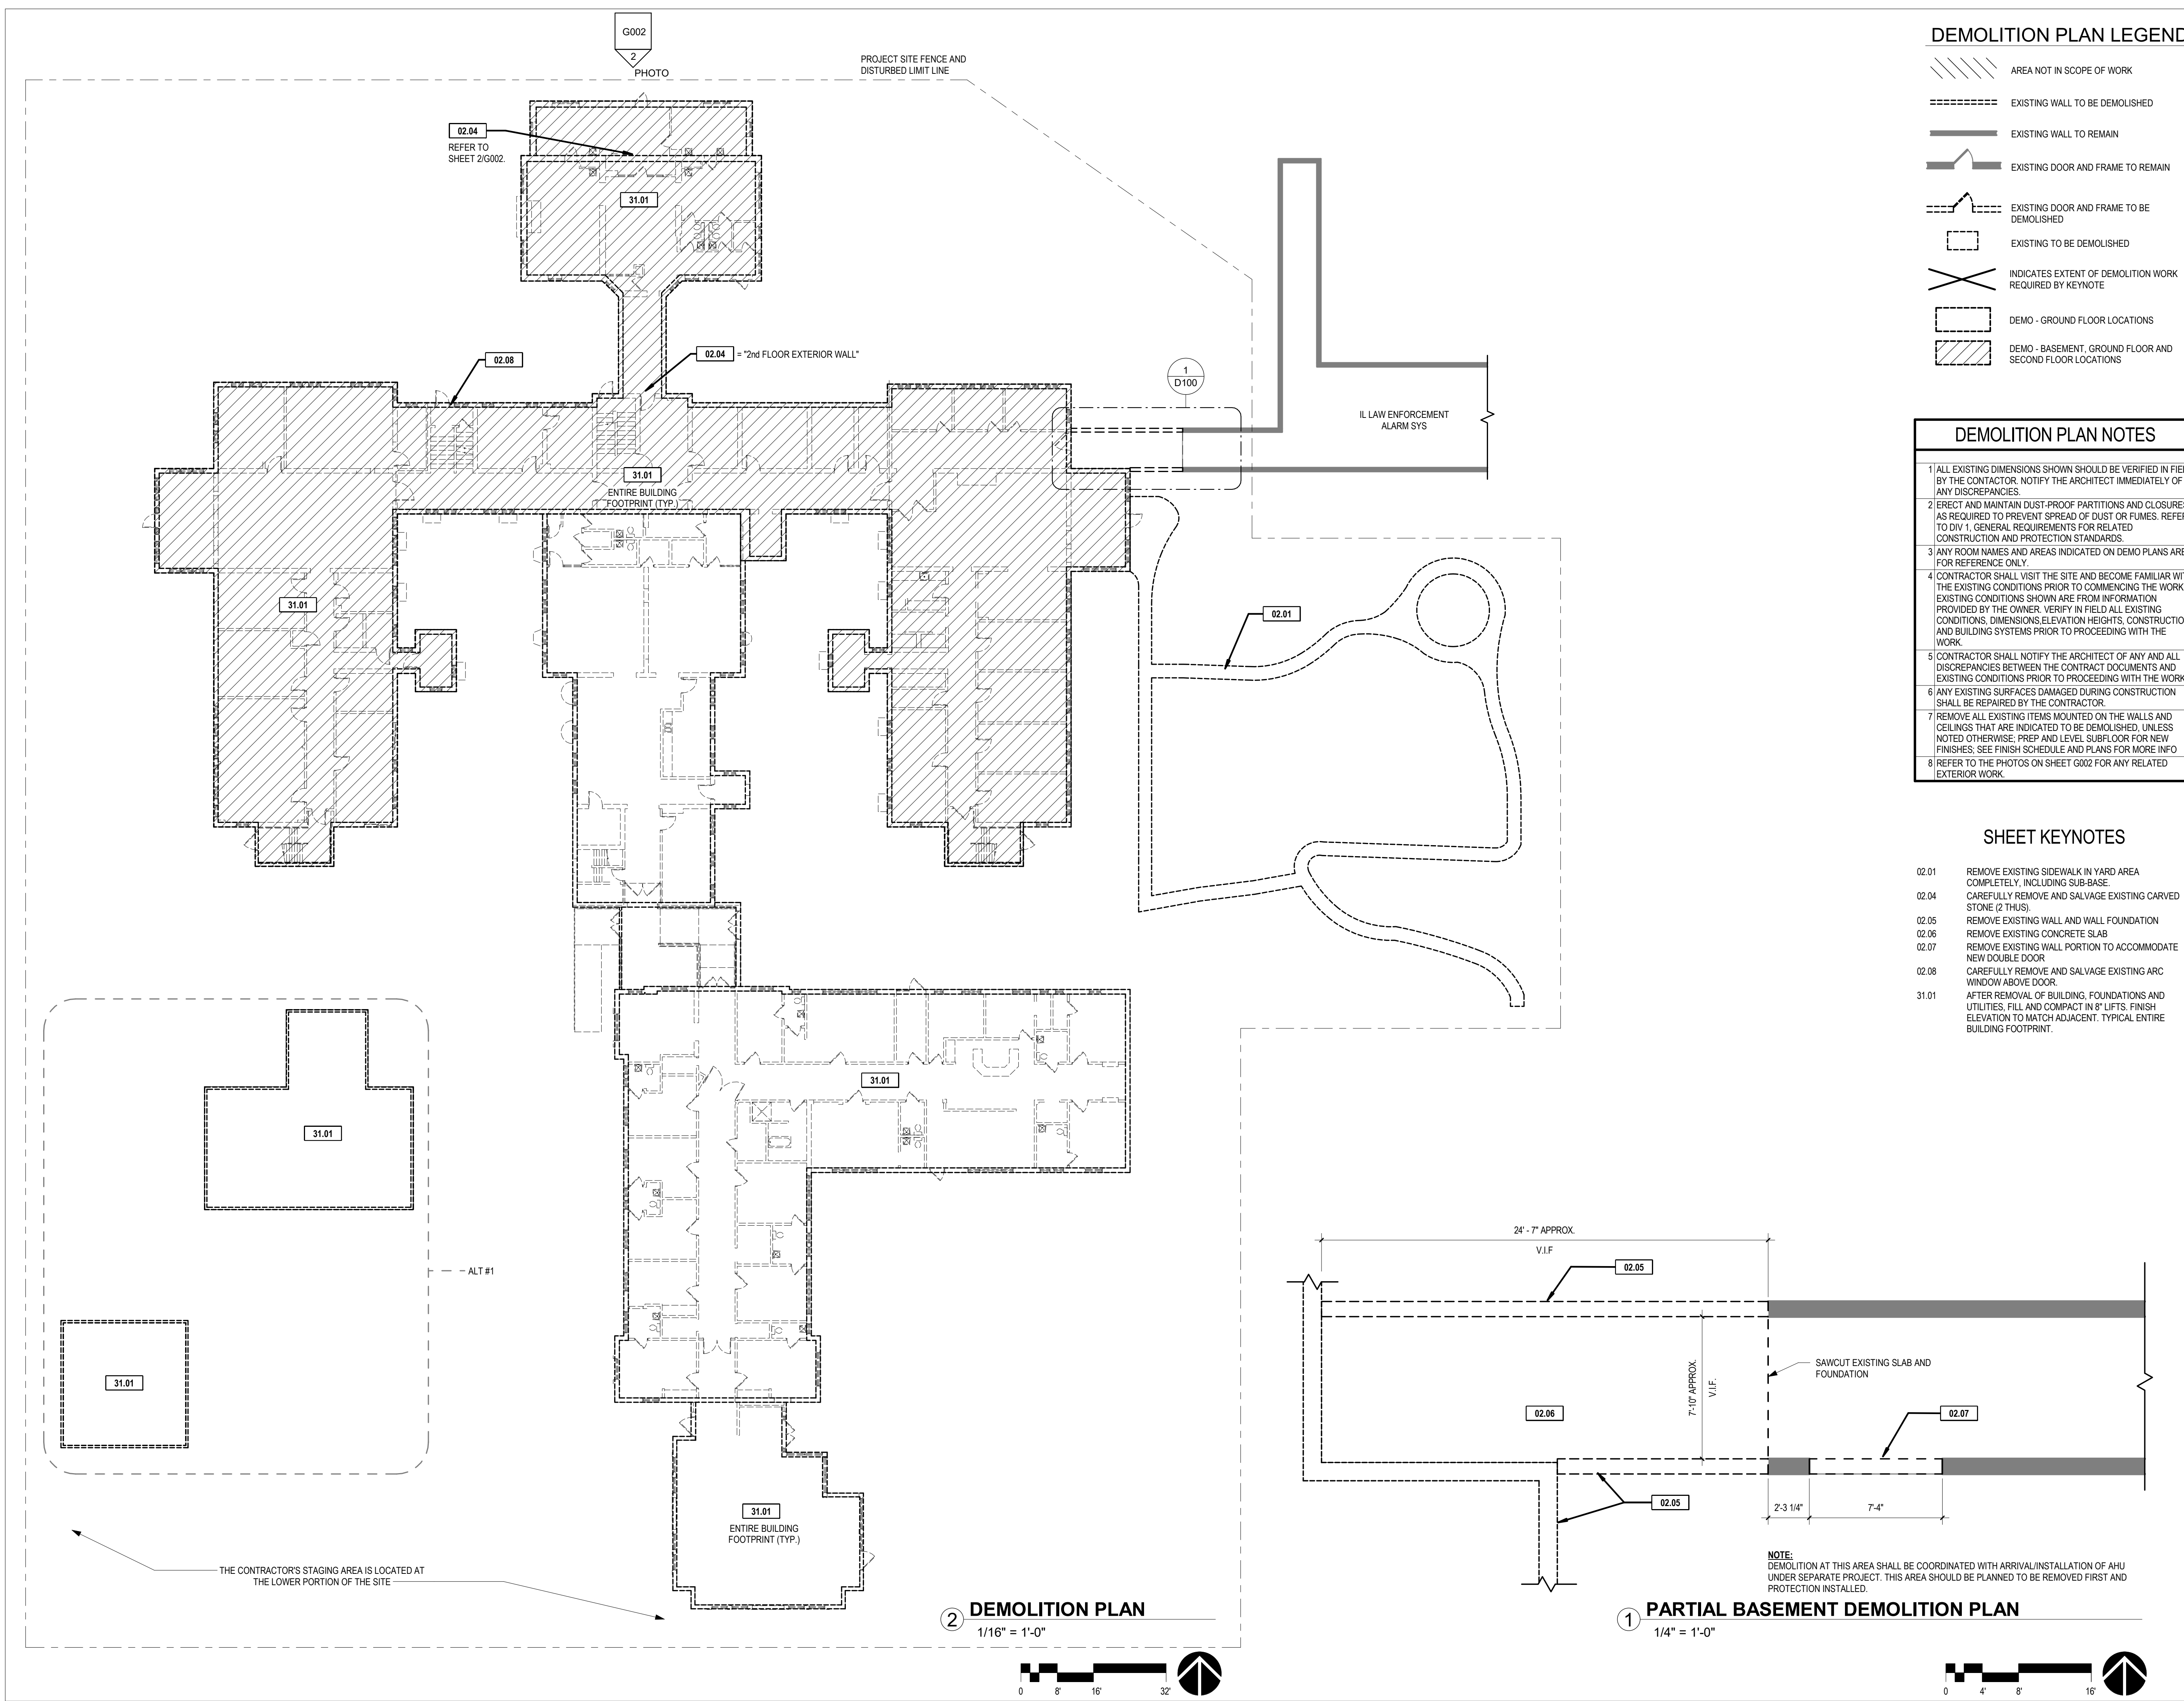 G002
2
PHOTO
PROJECT SITE FENCE AND
DISTURBED LIMIT LINE
02.04
REFER TO
SHEET 2/G002.
31.01
02.08
02.04
= "2nd FLOOR EXTERIOR WALL"
1
D100
IL LAW ENFORCEMENT
ALARM SYS
31.01
ENTIRE BUILDING
FOOTPRINT (TYP.)
31.01
02.01
31.01
31.01
ALT #1
31.01
31.01
ENTIRE BUILDING
FOOTPRINT (TYP.)
THE CONTRACTOR'S STAGING AREA IS LOCATED AT
THE LOWER PORTION OF THE SITE
2
DEMOLITION PLAN
1/16" = 1'-0"
0 8' 16' 32'
24' - 7" APPROX.
V.I.F
02.05
7'-10" APPROX.
V.I.F.
SAWCUT EXISTING SLAB AND
FOUNDATION
02.06
02.07
02.05
2'-3 1/4"
7'-4"
NOTE:
DEMOLITION AT THIS AREA SHALL BE COORDINATED WITH ARRIVAL/INSTALLATION OF AHU
UNDER SEPARATE PROJECT. THIS AREA SHOULD BE PLANNED TO BE REMOVED FIRST AND
PROTECTION INSTALLED.
1
PARTIAL BASEMENT DEMOLITION PLAN
1/4" = 1'-0"
0 4' 8' 16'
DEMOLITION PLAN LEGEND
AREA NOT IN SCOPE OF WORK
EXISTING WALL TO BE DEMOLISHED
EXISTING WALL TO REMAIN
EXISTING DOOR AND FRAME TO REMAIN
EXISTING DOOR AND FRAME TO BE
DEMOLISHED
EXISTING TO BE DEMOLISHED
INDICATES EXTENT OF DEMOLITION WORK
REQUIRED BY KEYNOTE
DEMO - GROUND FLOOR LOCATIONS
DEMO - BASEMENT, GROUND FLOOR AND
SECOND FLOOR LOCATIONS
DEMOLITION PLAN NOTES
1 ALL EXISTING DIMENSIONS SHOWN SHOULD BE VERIFIED IN
BY THE CONTACTOR. NOTIFY THE ARCHITECT IMMEDIATELY OF
ANY DISCREPANCIES.
2 ERECT AND MAINTAIN DUST-PROOF PARTITIONS AND CLOSURES
AS REQUIRED TO PREVENT SPREAD OF DUST OR FUMES. REFER
TO DIV 1, GENERAL REQUIREMENTS FOR RELATED
CONSTRUCTION AND PROTECTION STANDARDS.
3 ANY ROOM NAMES AND AREAS INDICATED ON DEMO PLANS ARE
FOR REFERENCE ONLY.
4 CONTRACTOR SHALL VISIT THE SITE AND BECOME FAMILIAR
THE EXISTING CONDITIONS PRIOR TO COMMENCING THE WORK
EXISTING CONDITIONS SHOWN ARE FROM INFORMATION
PROVIDED BY THE OWNER. VERIFY IN FIELD ALL EXISTING
CONDITIONS, DIMENSIONS,ELEVATION HEIGHTS,
AND BUILDING SYSTEMS PRIOR TO PROCEEDING WITH THE
WORK.
5 CONTRACTOR SHALL NOTIFY THE ARCHITECT OF ANY AND ALL
DISCREPANCIES BETWEEN THE CONTRACT DOCUMENTS AND
EXISTING CONDITIONS PRIOR TO PROCEEDING WITH THE WORK
6 ANY EXISTING SURFACES DAMAGED DURING CONSTRUCTION
SHALL BE REPAIRED BY THE CONTRACTOR.
7 REMOVE ALL EXISTING ITEMS MOUNTED ON THE WALLS AND
CEILINGS THAT ARE INDICATED TO BE DEMOLISHED, UNLESS
NOTED OTHERWISE; PREP AND LEVEL SUBFLOOR FOR NEW
FINISHES; SEE FINISH SCHEDULE AND PLANS FOR MORE INFO
8 REFER TO THE PHOTOS ON SHEET G002 FOR ANY RELATED
EXTERIOR WORK.
SHEET KEYNOTES
02.01 REMOVE EXISTING SIDEWALK IN YARD AREA
COMPLETELY, INCLUDING SUB-BASE.
02.04 CAREFULLY REMOVE AND SALVAGE EXISTING CARVED
STONE (2 THUS).
02.05 REMOVE EXISTING WALL AND WALL FOUNDATION
02.06 REMOVE EXISTING CONCRETE SLAB
02.07 REMOVE EXISTING WALL PORTION TO ACCOMMODATE
NEW DOUBLE DOOR
02.08 CAREFULLY REMOVE AND SALVAGE EXISTING ARC
WINDOW ABOVE DOOR.
31.01 AFTER REMOVAL OF BUILDING, FOUNDATIONS AND
UTILITIES, FILL AND COMPACT IN 8" LIFTS. FINISH
ELEVATION TO MATCH ADJACENT. TYPICAL ENTIRE
BUILDING FOOTPRINT.